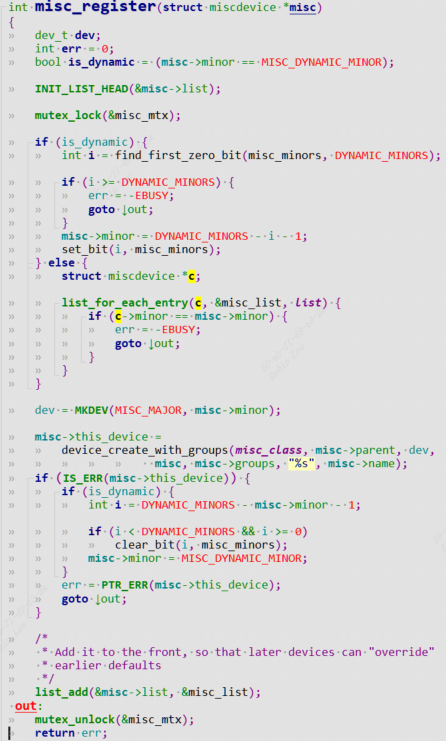 int misc_register(struct miscdevice *misc)
{
    dev_t dev;
    int err = 0;
    bool is_dynamic = (misc->minor == MISC_DYNAMIC_MINOR);

    INIT_LIST_HEAD(&misc->list);

    mutex_lock(&misc_mtx);

    if (is_dynamic) {
        int i = find_first_zero_bit(misc_minors, DYNAMIC_MINORS);

        if (i >= DYNAMIC_MINORS) {
            err = -EBUSY;
            goto ↓out;
        }
        misc->minor = DYNAMIC_MINORS - i - 1;
        set_bit(i, misc_minors);
    } else {
        struct miscdevice *c;

        list_for_each_entry(c, &misc_list, list) {
            if (c->minor == misc->minor) {
                err = -EBUSY;
                goto ↓out;
            }
        }
    }

    dev = MKDEV(MISC_MAJOR, misc->minor);

    misc->this_device =
        device_create_with_groups(misc_class, misc->parent, dev,
                      misc, misc->groups, "%s", misc->name);
    if (IS_ERR(misc->this_device)) {
        if (is_dynamic) {
            int i = DYNAMIC_MINORS - misc->minor - 1;

            if (i < DYNAMIC_MINORS && i >= 0)
                clear_bit(i, misc_minors);
            misc->minor = MISC_DYNAMIC_MINOR;
        }
        err = PTR_ERR(misc->this_device);
        goto ↓out;
    }

    /*
     * Add it to the front, so that later devices can "override"
     * earlier defaults
     */
    list_add(&misc->list, &misc_list);
out:
    mutex_unlock(&misc_mtx);
    return err;